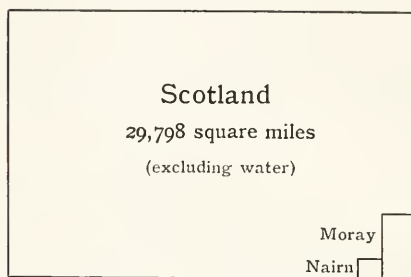 Scotland
29,798 square miles
(excluding water)
Moray
Nairn